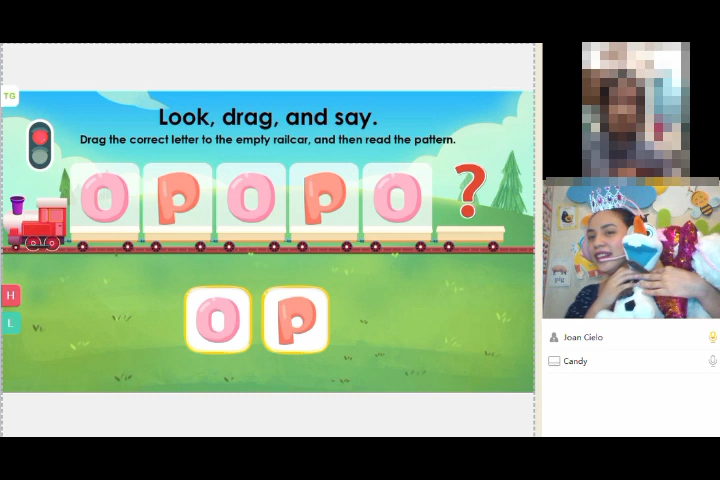 TG
Look, drag, and say.
Drag the correct letter to the empty railcar, and then read the pattern.
o p o p o ?
H
L
o p
pig
Joan Cielo
Candy